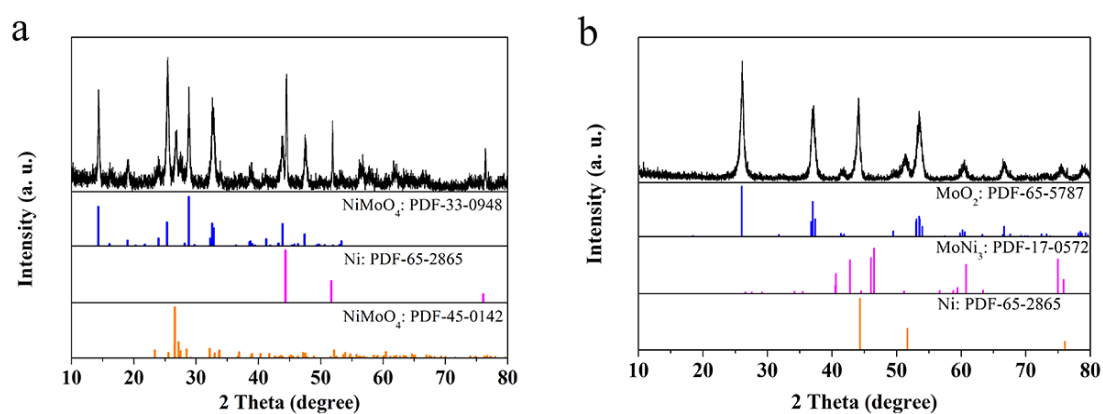 a
Intensity (a. u.)
NiMoO₄: PDF-33-0948
Ni: PDF-65-2865
NiMoO₄: PDF-45-0142
10 20 30 40 50 60 70 80
2 Theta (degree)
b
Intensity (a. u.)
MoO₂: PDF-65-5787
MoNi₃: PDF-17-0572
Ni: PDF-65-2865
10 20 30 40 50 60 70 80
2 Theta (degree)